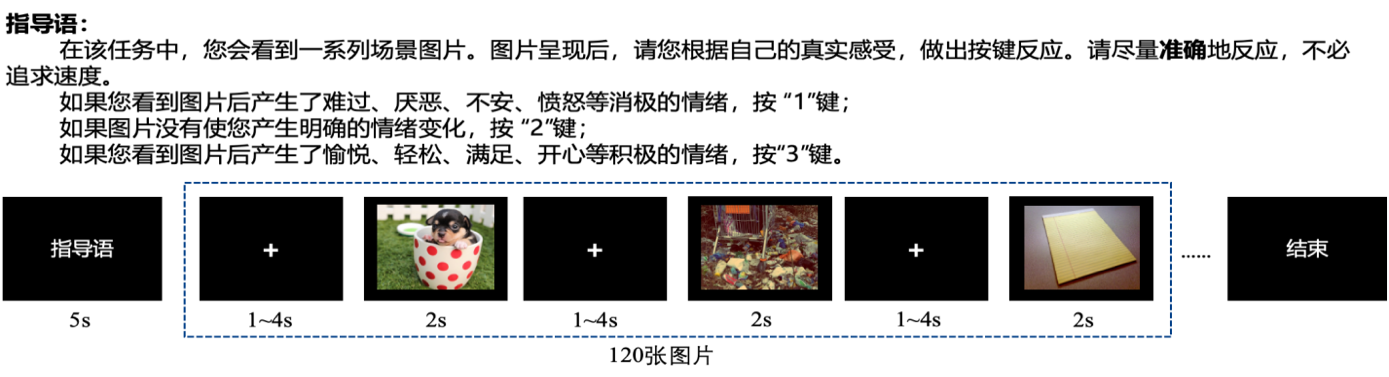 指导语：
在该任务中，您会看到一系列场景图片。图片呈现后，请您根据自己的真实感受，做出按键反应。请尽量准确地反应，不必
追求速度。
如果您看到图片后产生了难过、厌恶、不安、愤怒等消极的情绪，按 “1”键；
如果图片没有使您产生明确的情绪变化，按 “2”键；
如果您看到图片后产生了愉悦、轻松、满足、开心等积极的情绪，按“3”键。
指导语 + + + ...... 结束
5s 1~4s 2s 1~4s 2s 1~4s 2s
120张图片